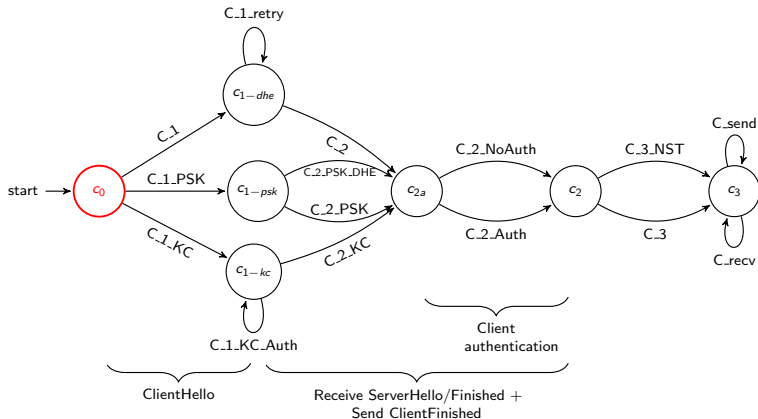 C_1_retry
c1−dhe
C_1
C_2
C_send
C_2_NoAuth
C_3_NST
C_2_PSK_DHE
start
c0
C_1_PSK
c1−psk
c2a
c2
c3
C_2_PSK
C_1_KC
C_2_KC
C_2_Auth
C_3
c1−kc
C_recv
C_1_KC_Auth
Client
authentication
ClientHello
Receive ServerHello/Finished +
Send ClientFinished